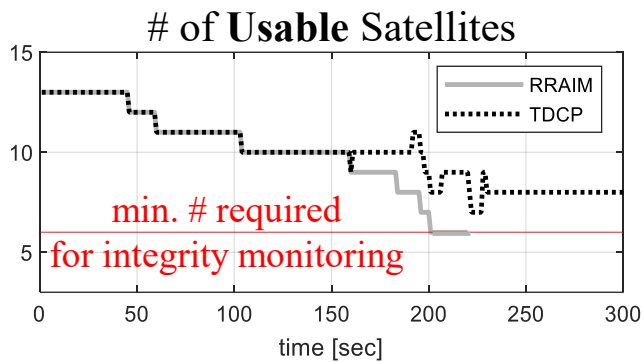 # of Usable Satellites
15
RRAIM
TDCP
10
min. # required
for integrity monitoring
5
0 50 100 150 200 250 300
time [sec]